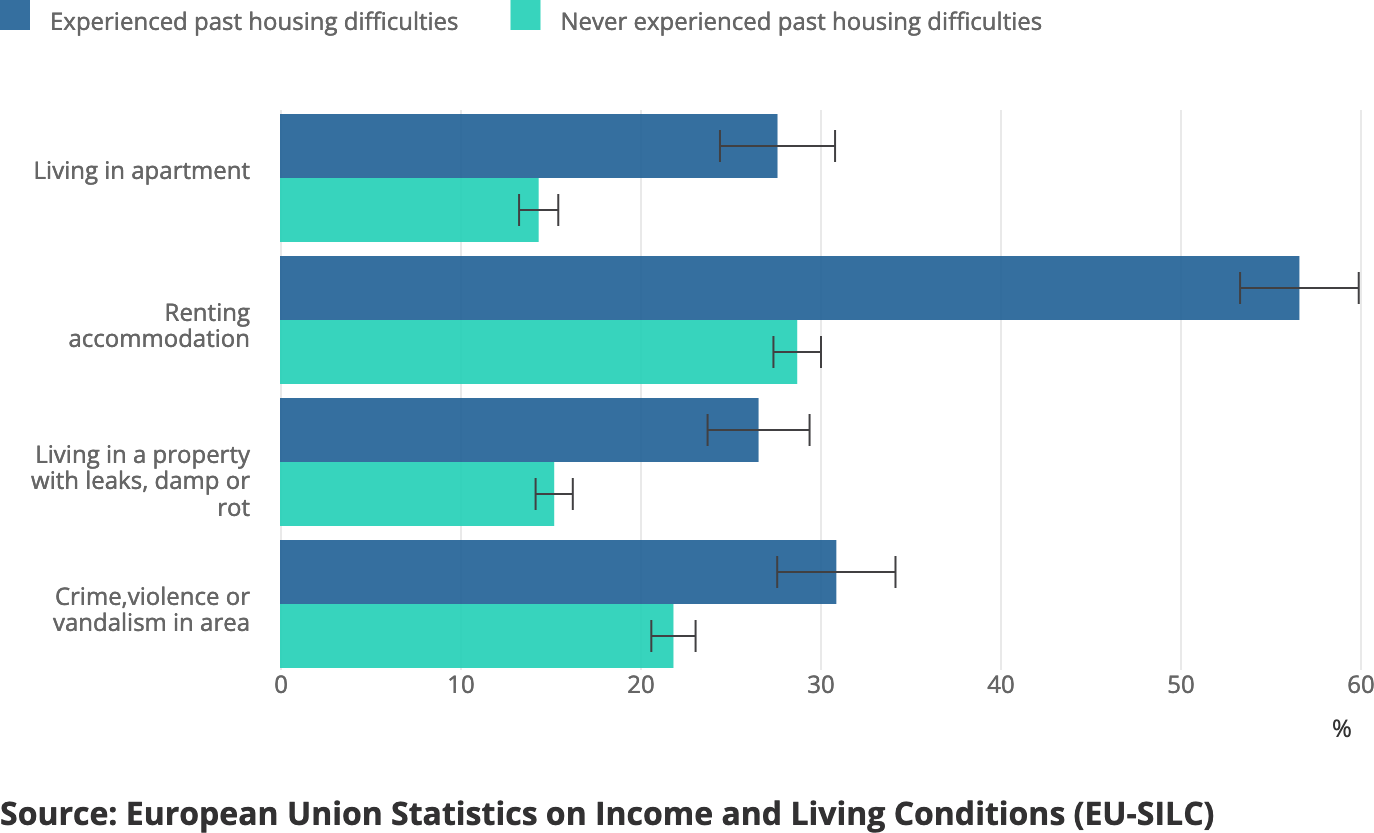 Experienced past housing difficulties
Never experienced past housing difficulties
Living in apartment
Renting
accommodation
Living in a property
with leaks, damp or
rot
Crime,violence or
vandalism in area
0 10 20 30 40 50 60
%
Source: European Union Statistics on Income and Living Conditions (EU-SILC)